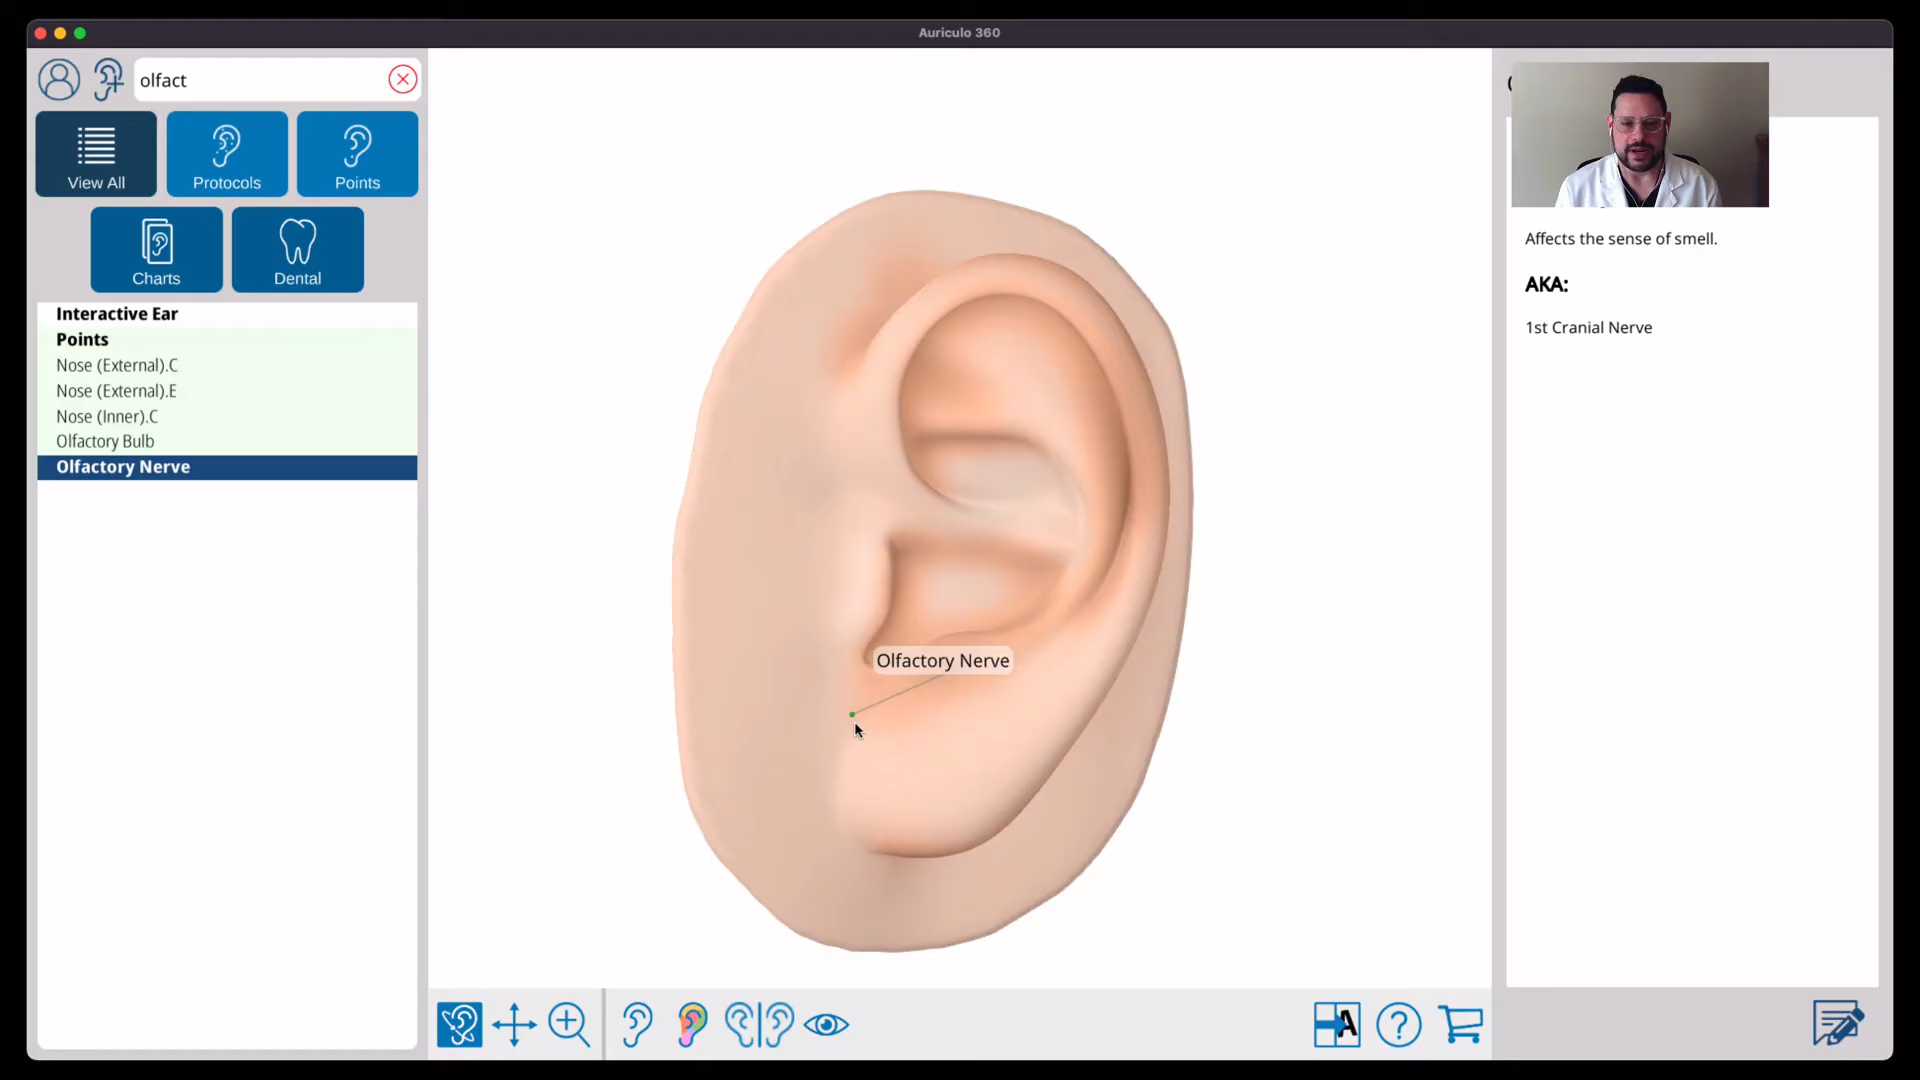 Auriculo 360
olfact
View All
Protocols
Points
Charts
Dental
Interactive Ear
Points
Nose (External).C
Nose (External).E
Nose (Inner).C
Olfactory Bulb
Olfactory Nerve
Olfactory Nerve
Affects the sense of smell.
AKA:
1st Cranial Nerve
A
?